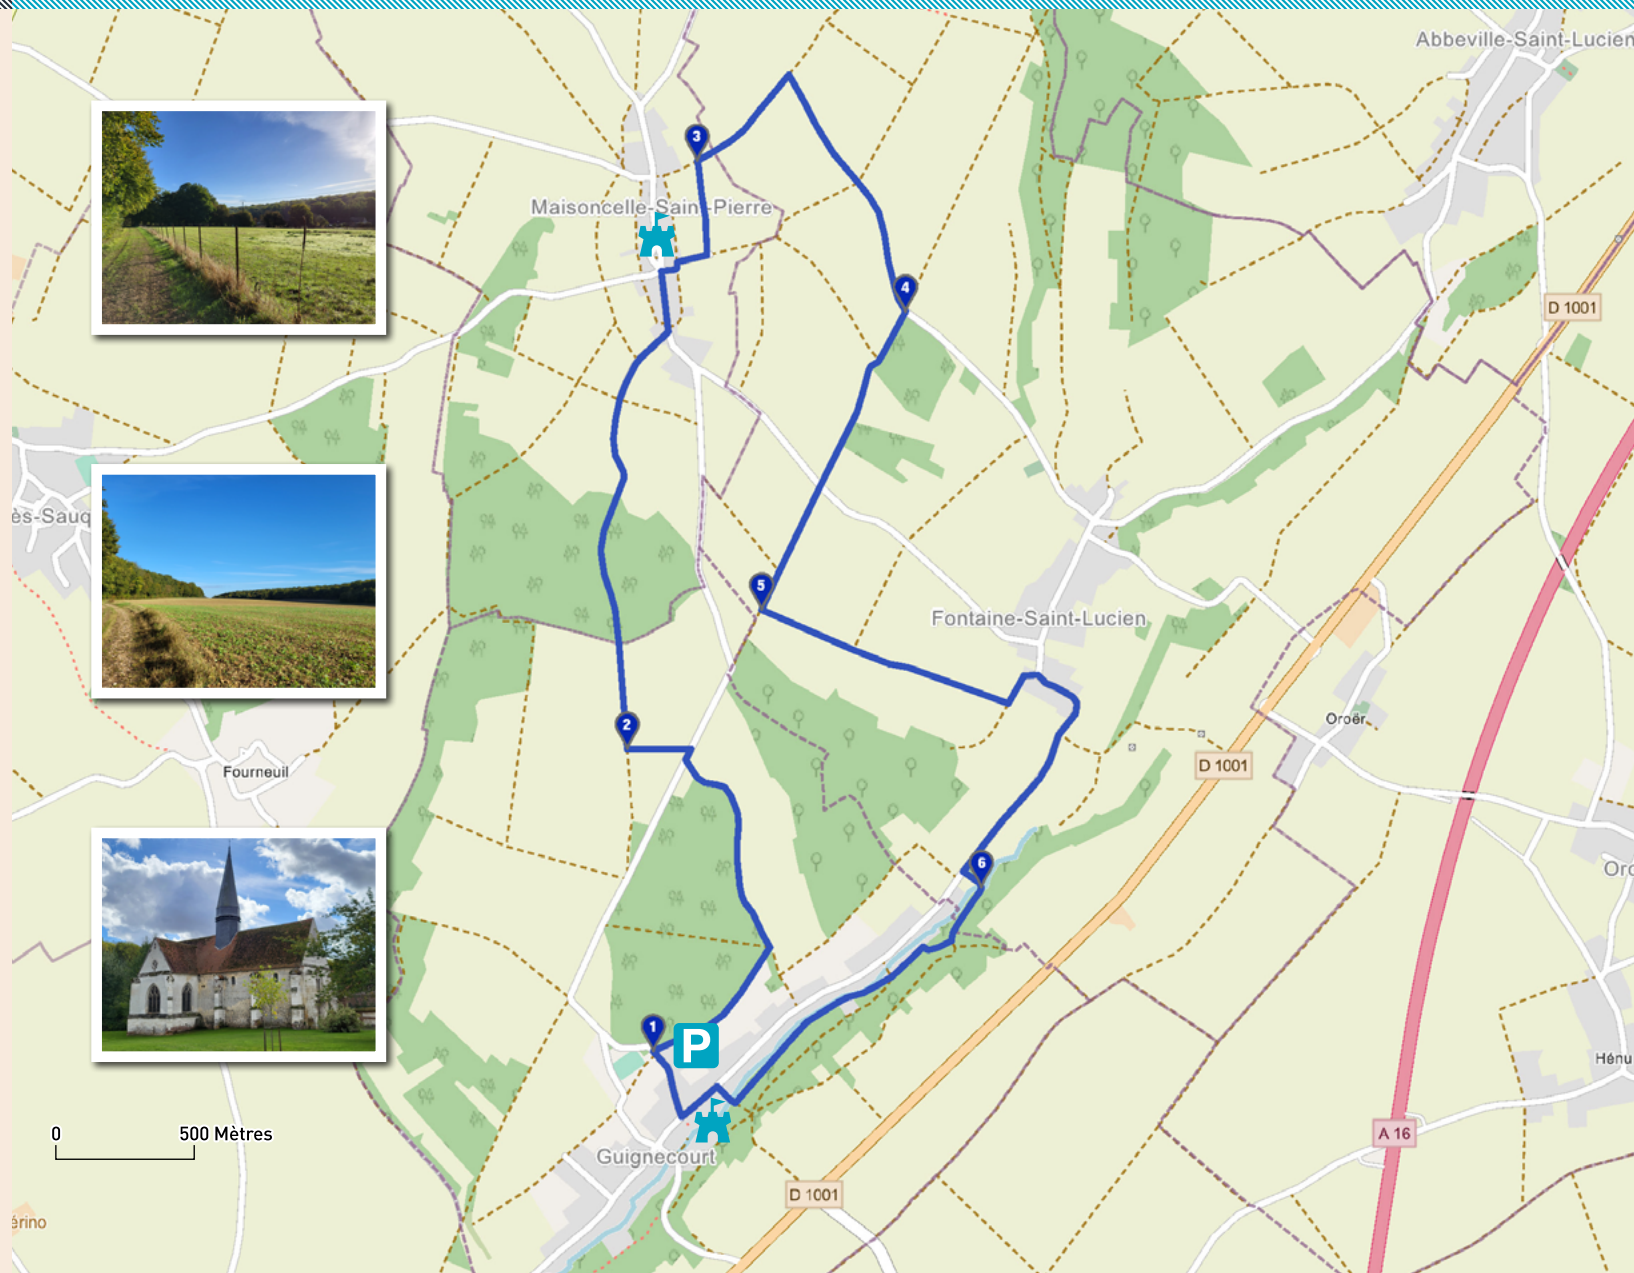 Abbeville-Saint-Lucien
3
Maisoncelle-Saint-Pierre
4
D 1001
ès-Sauq
5
Fontaine-Saint-Lucien
2
Oroër
D 1001
Fourneuil
6
Oro
1
P
Hénu
0 500 Mètres
A 16
Guignecourt
D 1001
érino